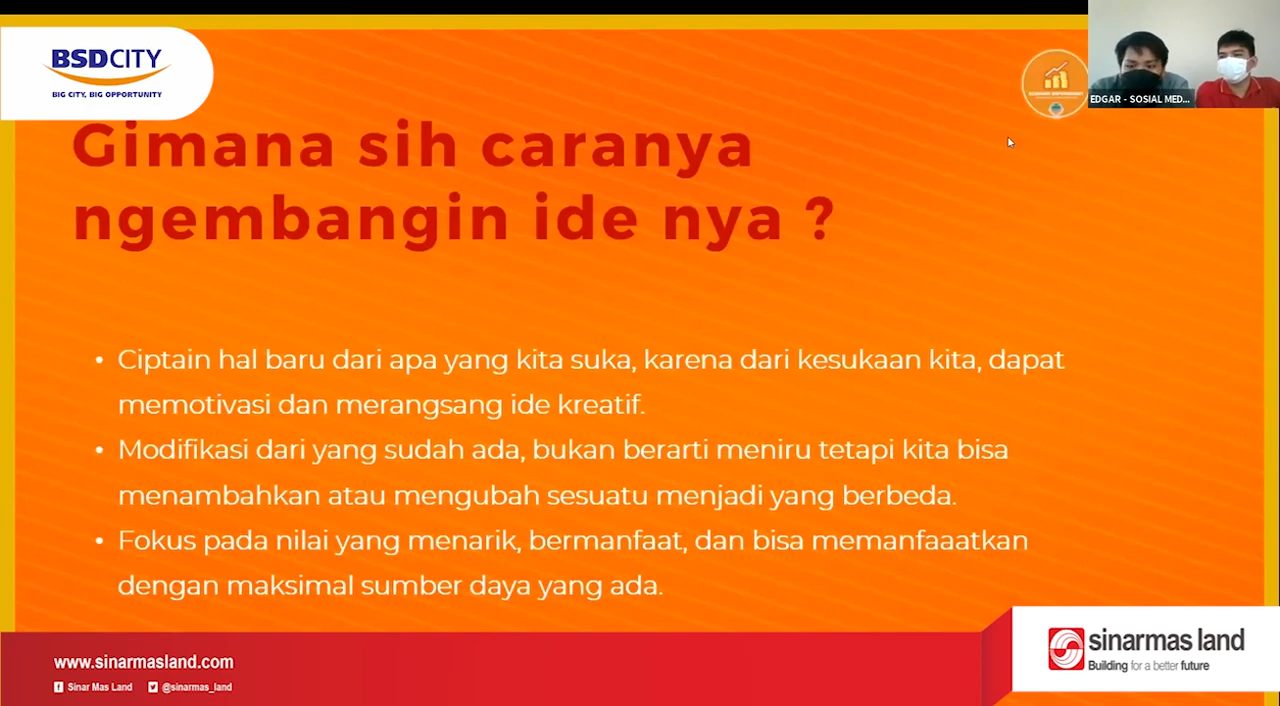 BSDCITY
BIG CITY, BIG OPPORTUNITY
EDGAR - SOSIAL MED...
Gimana sih caranya
ngembangin ide nya ?
• Ciptain hal baru dari apa yang kita suka, karena dari kesukaan kita, dapat
memotivasi dan merangsang ide kreatif.
• Modifikasi dari yang sudah ada, bukan berarti meniru tetapi kita bisa
menambahkan atau mengubah sesuatu menjadi yang berbeda.
• Fokus pada nilai yang menarik, bermanfaat, dan bisa memanfaaatkan
dengan maksimal sumber daya yang ada.
www.sinarmasland.com
Sinar Mas Land @sinarmas_land
sinarmas land
Building for a better future